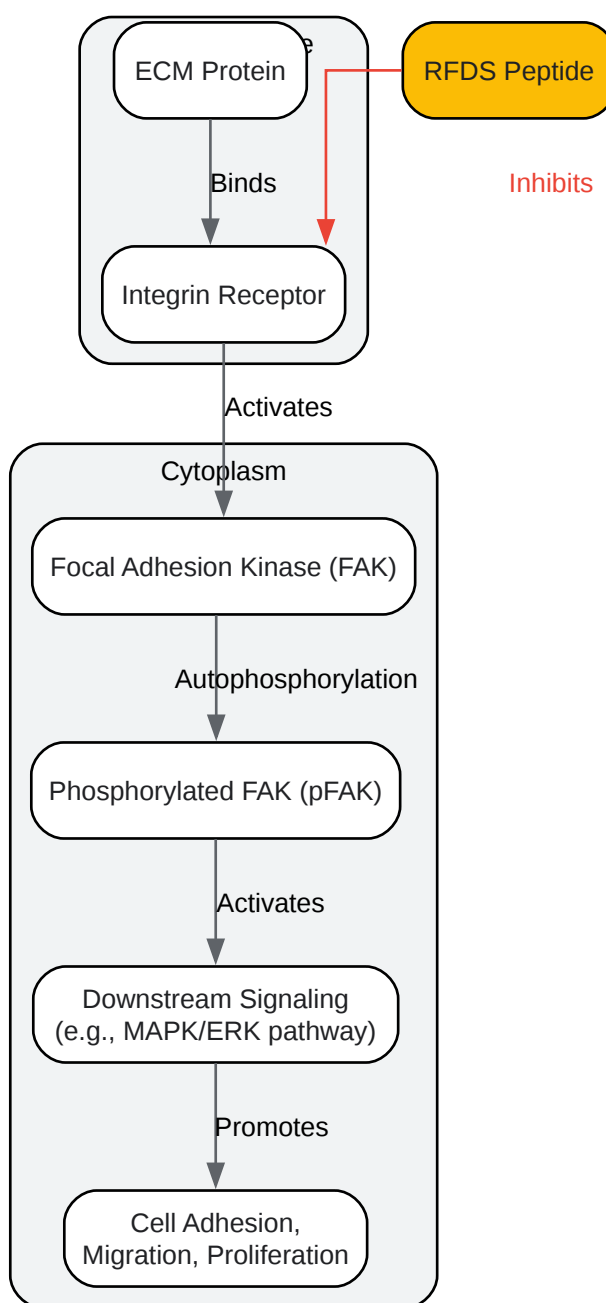 ECM Protein
RFDS Peptide
Binds
Inhibits
Integrin Receptor
Activates
Cytoplasm
Focal Adhesion Kinase (FAK)
Autophosphorylation
Phosphorylated FAK (pFAK)
Activates
Downstream Signaling
(e.g., MAPK/ERK pathway)
Promotes
Cell Adhesion,
Migration, Proliferation